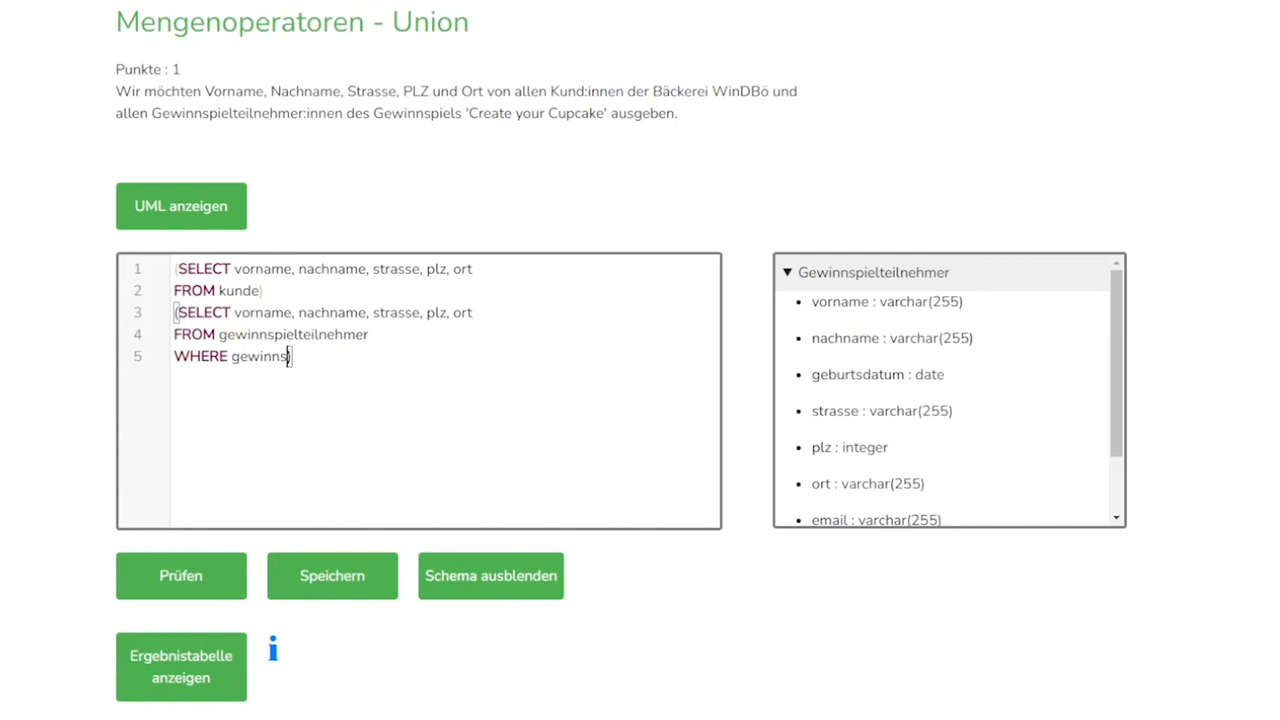 Mengenoperatoren - Union
Punkte : 1
Wir möchten Vorname, Nachname, Strasse, PLZ und Ort von allen Kund:innen der Bäckerei WinDBö und
allen Gewinnspielteilnehmer:innen des Gewinnspiels 'Create your Cupcake' ausgeben.
UML anzeigen
1 (SELECT vorname, nachname, strasse, plz, ort
2 FROM kunde)
3 (SELECT vorname, nachname, strasse, plz, ort
4 FROM gewinnspielteilnehmer
5 WHERE gewinns)
▼ Gewinnspielteilnehmer
• vorname : varchar(255)
• nachname : varchar(255)
• geburtsdatum : date
• strasse : varchar(255)
• plz : integer
• ort : varchar(255)
• email : varchar(255)
Prüfen
Speichern
Schema ausblenden
Ergebnistabelle
anzeigen
i